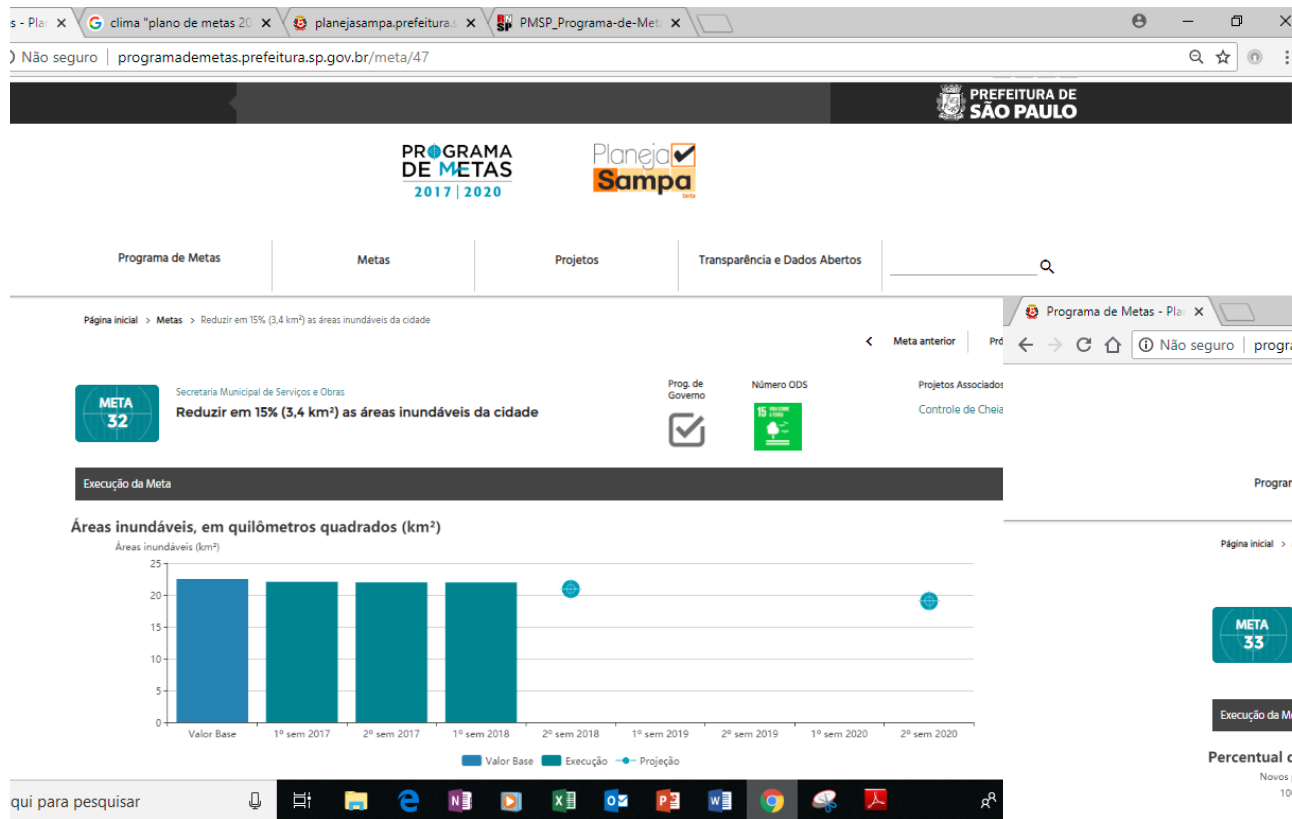 s - Pla
clima "plano de metas 20
planejasampa.prefeitura.s
PMSP_Programa-de-Meta
Não seguro | programademetas.prefeitura.sp.gov.br/meta/47
PREFEITURA DE
SÃO PAULO
PROGRAMA
DE METAS
2017 | 2020
Planeja
Sampa
beta
Programa de Metas
Metas
Projetos
Transparência e Dados Abertos
Página inicial > Metas > Reduzir em 15% (3,4 km²) as áreas inundáveis da cidade
Meta anterior
Pró
META
32
Secretaria Municipal de Serviços e Obras
Reduzir em 15% (3,4 km²) as áreas inundáveis da cidade
Prog. de
Governo
Número ODS
15
Projetos Associados
Controle de Cheia
Execução da Meta
Áreas inundáveis, em quilômetros quadrados (km²)
Áreas inundáveis (km²)
25
20
15
10
5
0
Valor Base
1º sem 2017
2º sem 2017
1º sem 2018
2º sem 2018
1º sem 2019
2º sem 2019
1º sem 2020
2º sem 2020
Valor Base
Execução
Projeção
Programa de Metas - Pla
Não seguro | progra
Program
Página inicial >
META
33
Execução da Me
Percentual d
Novos p
100
qui para pesquisar